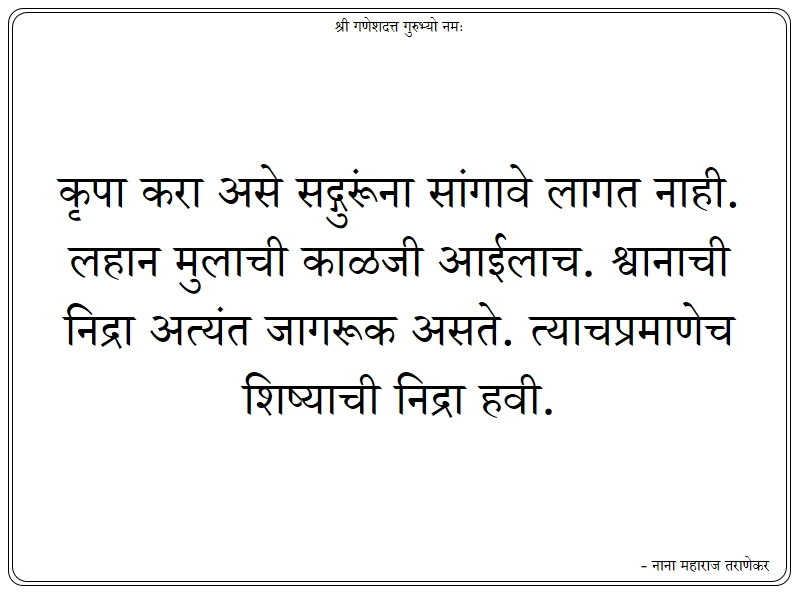 श्री गणेशदत्त गुरुभ्यो नमः
कृपा करा असे सद्गुरूंना सांगावे लागत नाही.
लहान मुलाची काळजी आईलाच. श्वानाची
निद्रा अत्यंत जागरूक असते. त्याचप्रमाणेच
शिष्याची निद्रा हवी.
- नाना महाराज तराणेकर